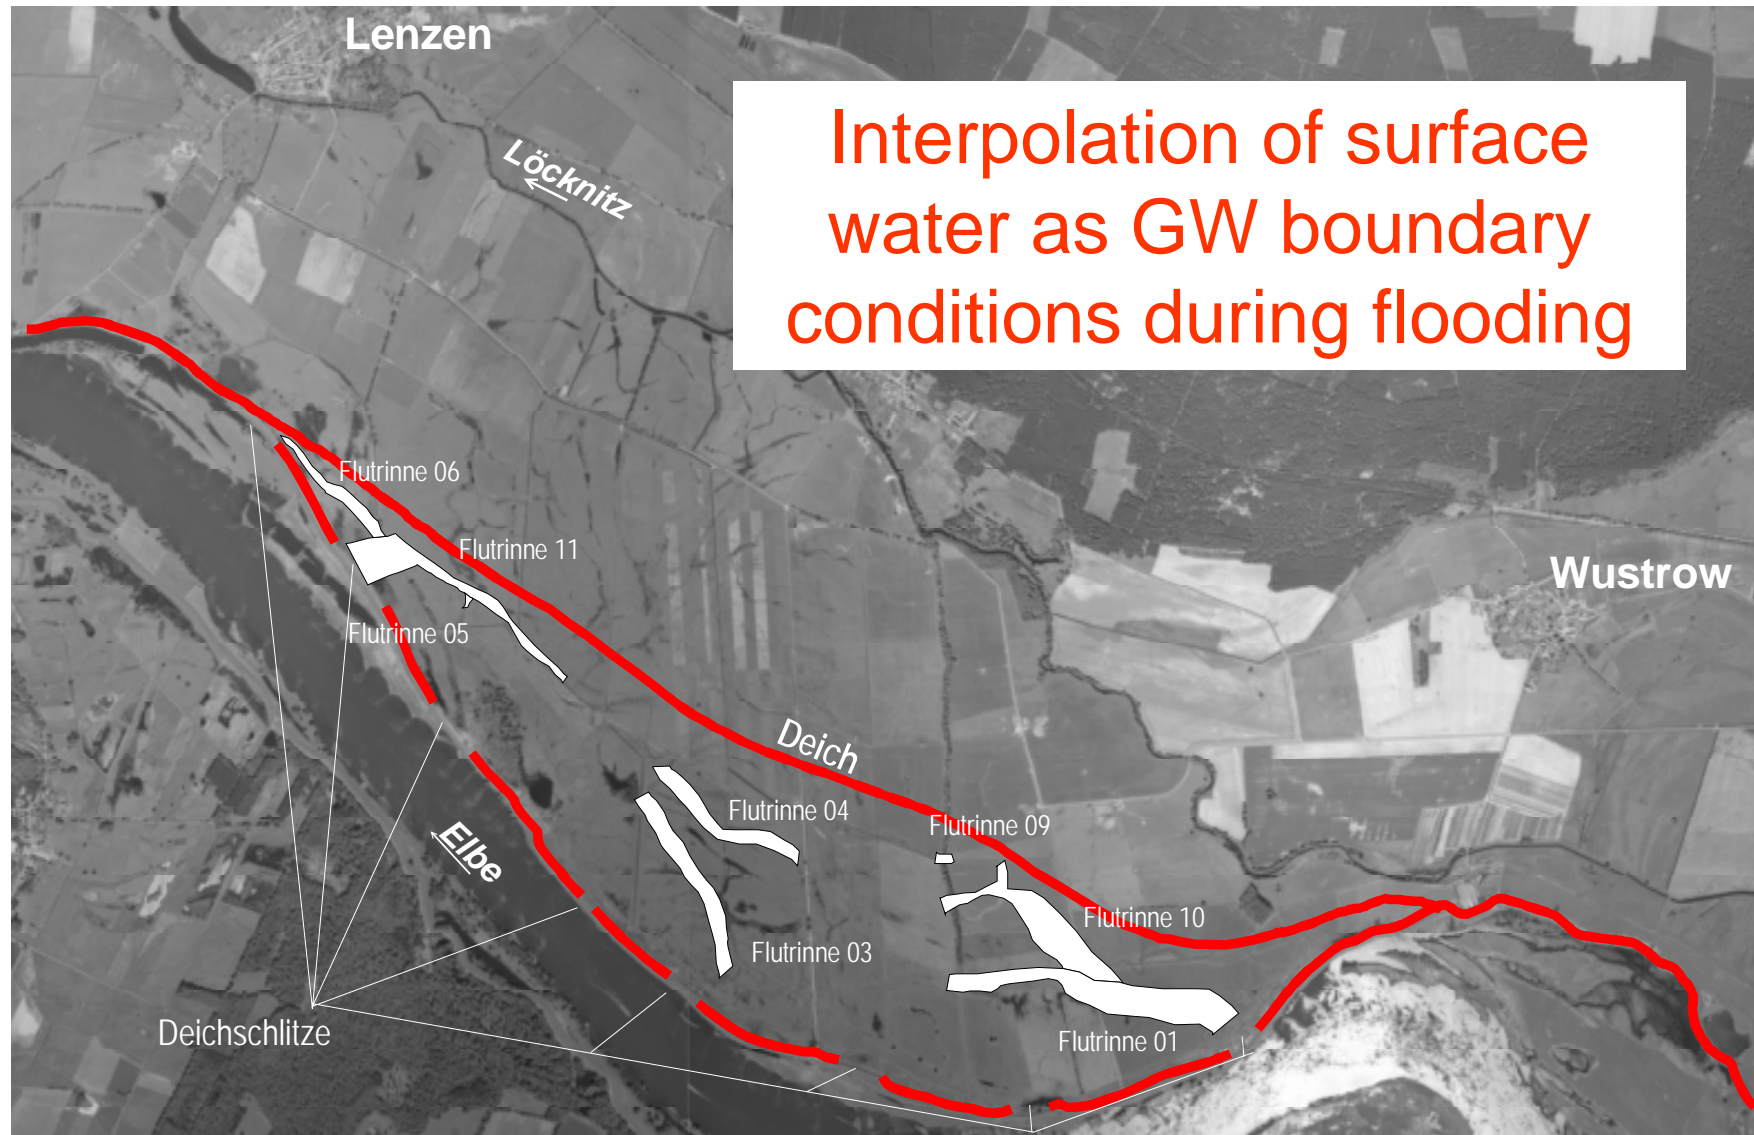 Lenzen
Interpolation of surface
water as GW boundary
conditions during flooding
Löcknitz
Flutrinne 06
Flutrinne 11
Wustrow
Flutrinne 05
Deich
Flutrinne 04
Flutrinne 09
Elbe
Flutrinne 10
Flutrinne 03
Deichschlitze
Flutrinne 01